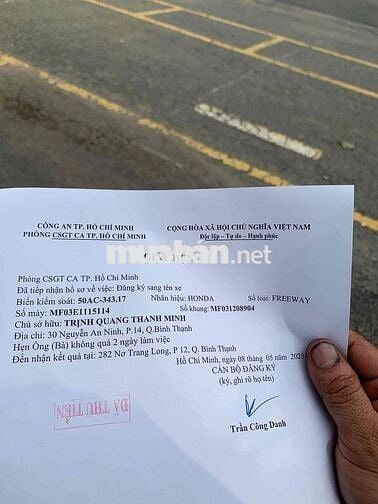 CÔNG AN TP. HỒ CHÍ MINH
PHÒNG CSGT CA TP. HỒ CHÍ MINH
CỘNG HÒA XÃ HỘI CHỦ NGHĨA VIỆT NAM
Độc lập - Tự do - Hạnh phúc
muaban.net
Phòng CSGT CA TP. Hồ Chí Minh
Đã tiếp nhận hồ sơ về việc: Đăng ký sang tên xe
Biển kiểm soát: 50AC-343.17 Nhãn hiệu: HONDA Số loại: FREEWAY
Số máy: MF03E1115114 Số khung: MF031208904
Chủ sở hữu: TRỊNH QUANG THANH MINH
Địa chỉ: 30 Nguyễn An Ninh, P.14, Q.Bình Thạnh
Hẹn Ông (Bà) không quá 2 ngày làm việc
Đến nhận kết quả tại: 282 Nơ Trang Long, P 12, Q. Bình Thạnh
Hồ Chí Minh, ngày 08 tháng 05 năm 2025
CÁN BỘ ĐĂNG KÝ
(ký, ghi rõ họ tên)
ĐÃ THU TIỀN
Trần Công Danh